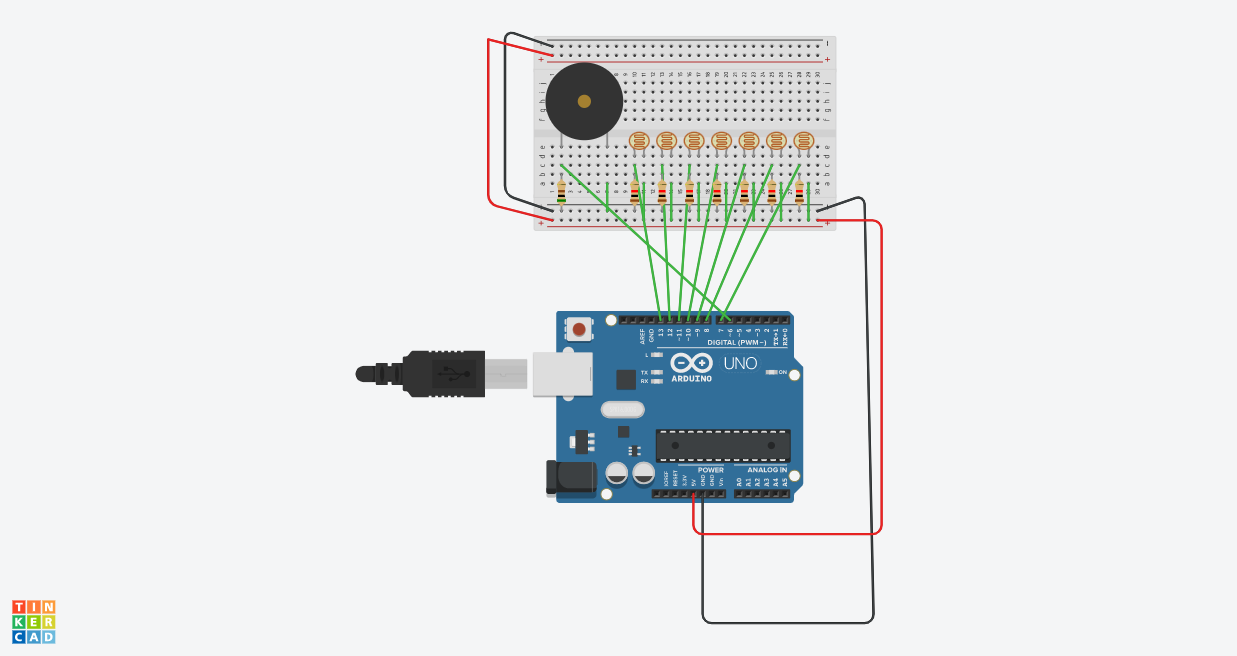 AREF
GND
13
12
~11
~10
~9
8
7
~6
~5
4
~3
2
TX→1
RX←0
DIGITAL (PWM~)
L
TX
RX
UNO
ARDUINO
ON
POWER
ANALOG IN
IOREF
RESET
3.3V
5V
GND
GND
Vin
A0
A1
A2
A3
A4
A5
TIN
KER
CAD